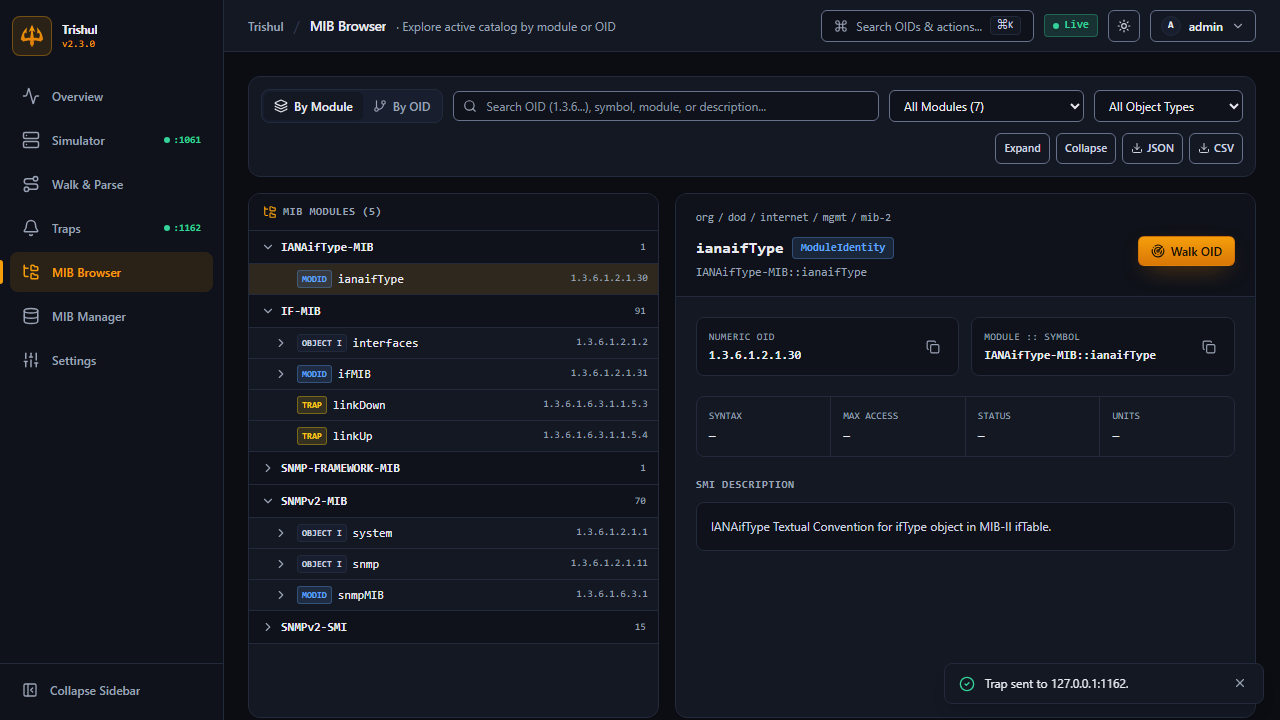 Trishul
v2.3.0
Trishul / MIB Browser · Explore active catalog by module or OID
Search OIDs & actions... ⌘K
Live
A admin
Overview
Simulator :1061
Walk & Parse
Traps :1162
MIB Browser
MIB Manager
Settings
Collapse Sidebar
By Module By OID
Search OID (1.3.6...), symbol, module, or description...
All Modules (7)
All Object Types
Expand Collapse JSON CSV
MIB MODULES (5)
IANAifType-MIB 1
MODID ianaifType 1.3.6.1.2.1.30
IF-MIB 91
OBJECT I interfaces 1.3.6.1.2.1.2
MODID ifMIB 1.3.6.1.2.1.31
TRAP linkDown 1.3.6.1.6.3.1.1.5.3
TRAP linkUp 1.3.6.1.6.3.1.1.5.4
SNMP-FRAMEWORK-MIB 1
SNMPv2-MIB 70
OBJECT I system 1.3.6.1.2.1.1
OBJECT I snmp 1.3.6.1.2.1.11
MODID snmpMIB 1.3.6.1.6.3.1
SNMPv2-SMI 15
org / dod / internet / mgmt / mib-2
ianaifType ModuleIdentity
IANAifType-MIB::ianaifType
Walk OID
NUMERIC OID
1.3.6.1.2.1.30
MODULE :: SYMBOL
IANAifType-MIB::ianaifType
SYNTAX MAX ACCESS STATUS UNITS
— — — —
SMI DESCRIPTION
IANAifType Textual Convention for ifType object in MIB-II ifTable.
Trap sent to 127.0.0.1:1162.